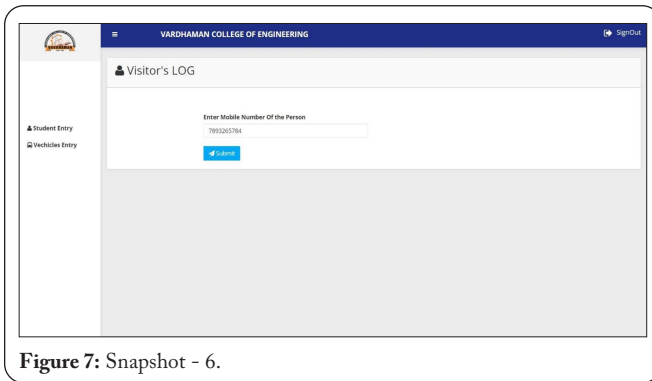 VARDHAMAN
≡ VARDHAMAN COLLEGE OF ENGINEERING SignOut
Visitor's LOG
Enter Mobile Number Of the Person
7893265784
Submit
Student Entry
Vechicles Entry
Figure 7: Snapshot - 6.